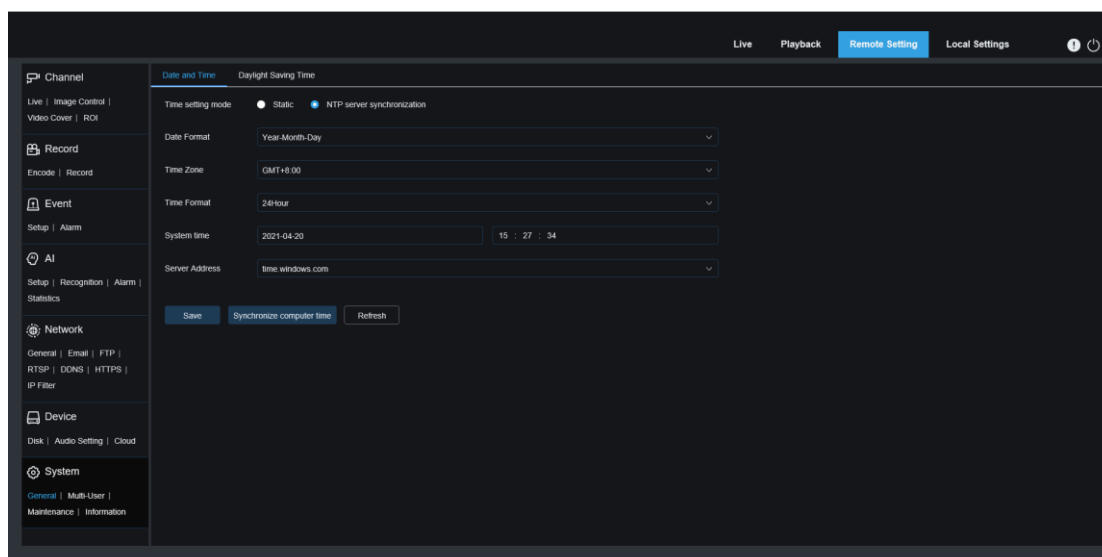 Live Playback Remote Setting Local Settings
Channel
Live | Image Control |
Video Cover | ROI
Record
Encode | Record
Event
Setup | Alarm
AI
Setup | Recognition | Alarm |
Statistics
Network
General | Email | FTP |
RTSP | DDNS | HTTPS |
IP Filter
Device
Disk | Audio Setting | Cloud
System
General | Multi-User |
Maintenance | Information
Date and Time Daylight Saving Time
Time setting mode Static NTP server synchronization
Date Format Year-Month-Day
Time Zone GMT+8:00
Time Format 24Hour
System time 2021-04-20 15 : 27 : 34
Server Address time.windows.com
Save Synchronize computer time Refresh